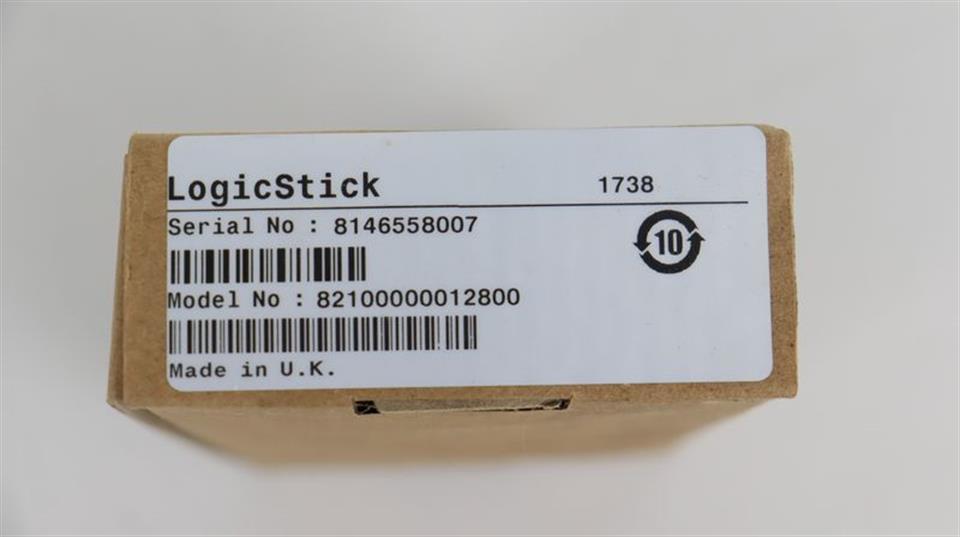 LogicStick 1738
Serial No : 8146558007
10
Model No : 82100000012800
Made in U.K.